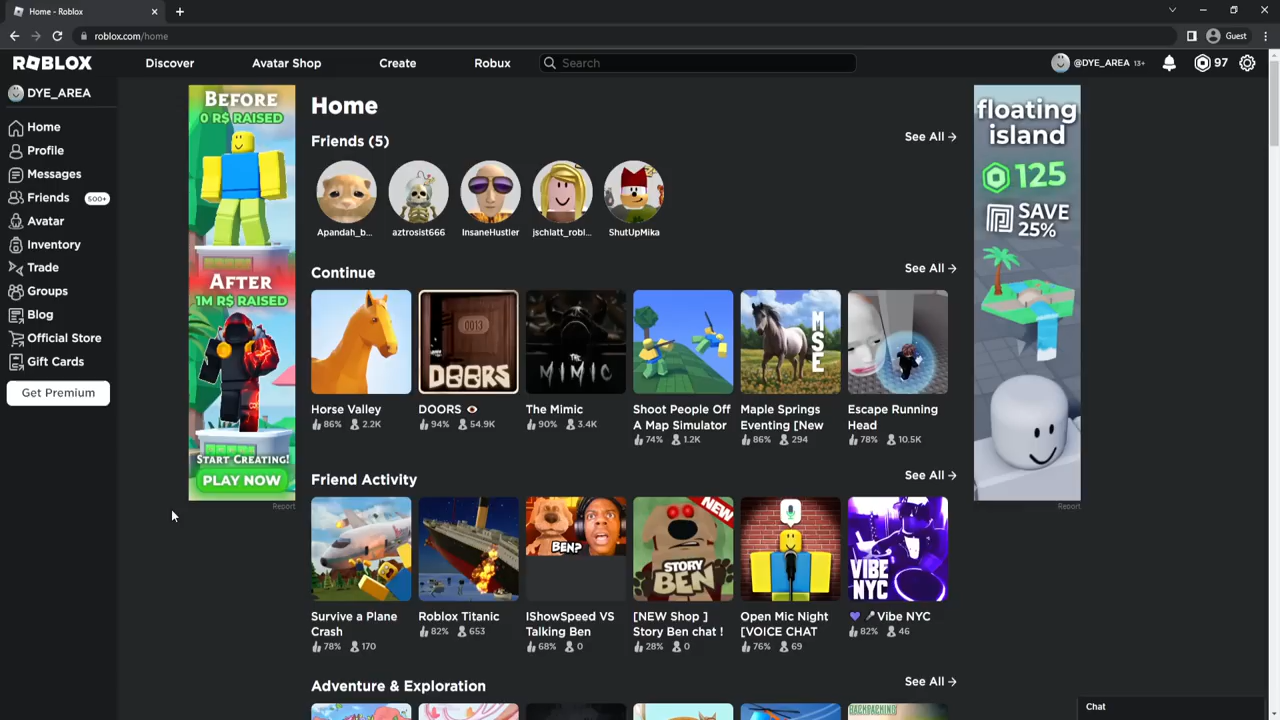 Home - Roblox
roblox.com/home
Guest
ROBLOX
Discover
Avatar Shop
Create
Robux
Search
@DYE_AREA 13+
97
DYE_AREA
Home
Profile
Messages
Friends
500+
Avatar
Inventory
Trade
Groups
Blog
Official Store
Gift Cards
Get Premium
BEFORE
0 R$ RAISED
AFTER
1M R$ RAISED
START CREATING!
PLAY NOW
Report
Home
Friends (5)
See All
Apandah_b...
aztrosist666
InsaneHustler
jschlatt_robl...
ShutUpMika
Continue
See All
0013
DOORS
THE
MIMIC
MSE
Horse Valley
86% 2.2K
DOORS
94% 54.9K
The Mimic
90% 3.4K
Shoot People Off
A Map Simulator
74% 1.2K
Maple Springs
Eventing [New
86% 294
Escape Running
Head
78% 10.5K
Friend Activity
See All
BEN?
NEW
STORY
BEN
VIBE
NYC
Survive a Plane
Crash
78% 170
Roblox Titanic
82% 653
IShowSpeed VS
Talking Ben
68% 0
[NEW Shop ]
Story Ben chat !
28% 0
Open Mic Night
[VOICE CHAT
76% 69
💜🎤Vibe NYC
82% 46
Adventure & Exploration
See All
floating
island
125
SAVE
25%
Report
Chat